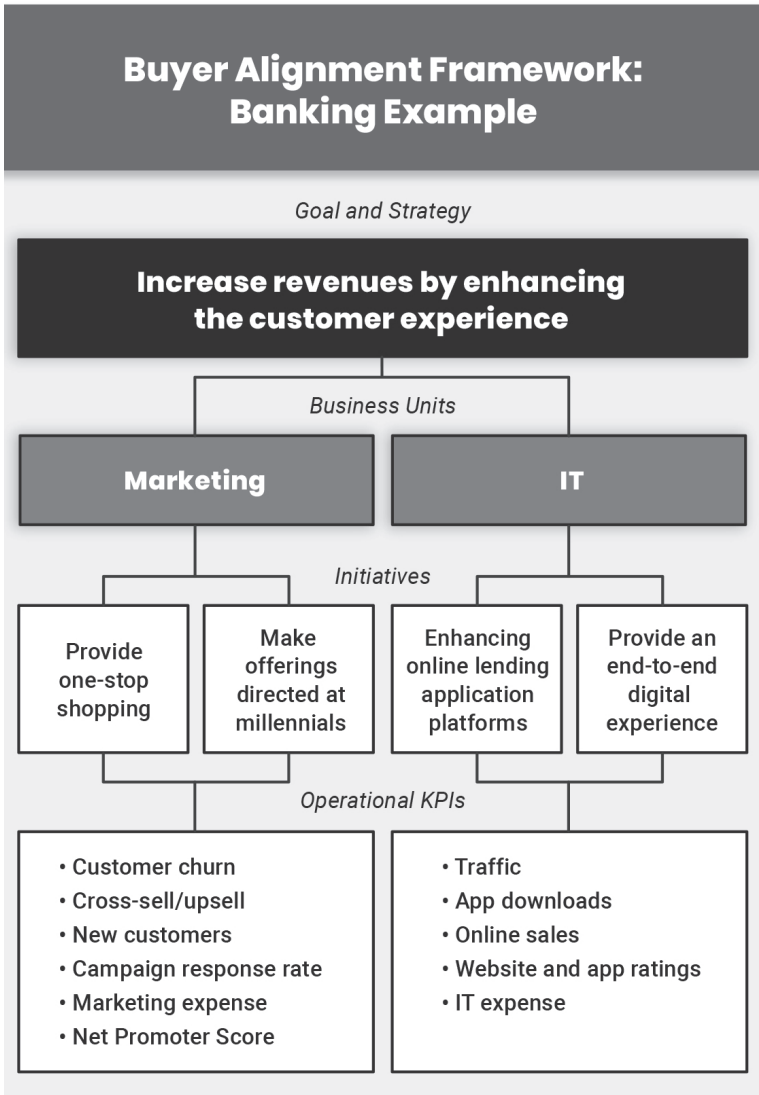 Buyer Alignment Framework:
Banking Example
Goal and Strategy
Increase revenues by enhancing
the customer experience
Business Units
Marketing
IT
Initiatives
Provide
one-stop
shopping
Make
offerings
directed at
millennials
Enhancing
online lending
application
platforms
Provide an
end-to-end
digital
experience
Operational KPIs
• Customer churn
• Cross-sell/upsell
• New customers
• Campaign response rate
• Marketing expense
• Net Promoter Score
• Traffic
• App downloads
• Online sales
• Website and app ratings
• IT expense